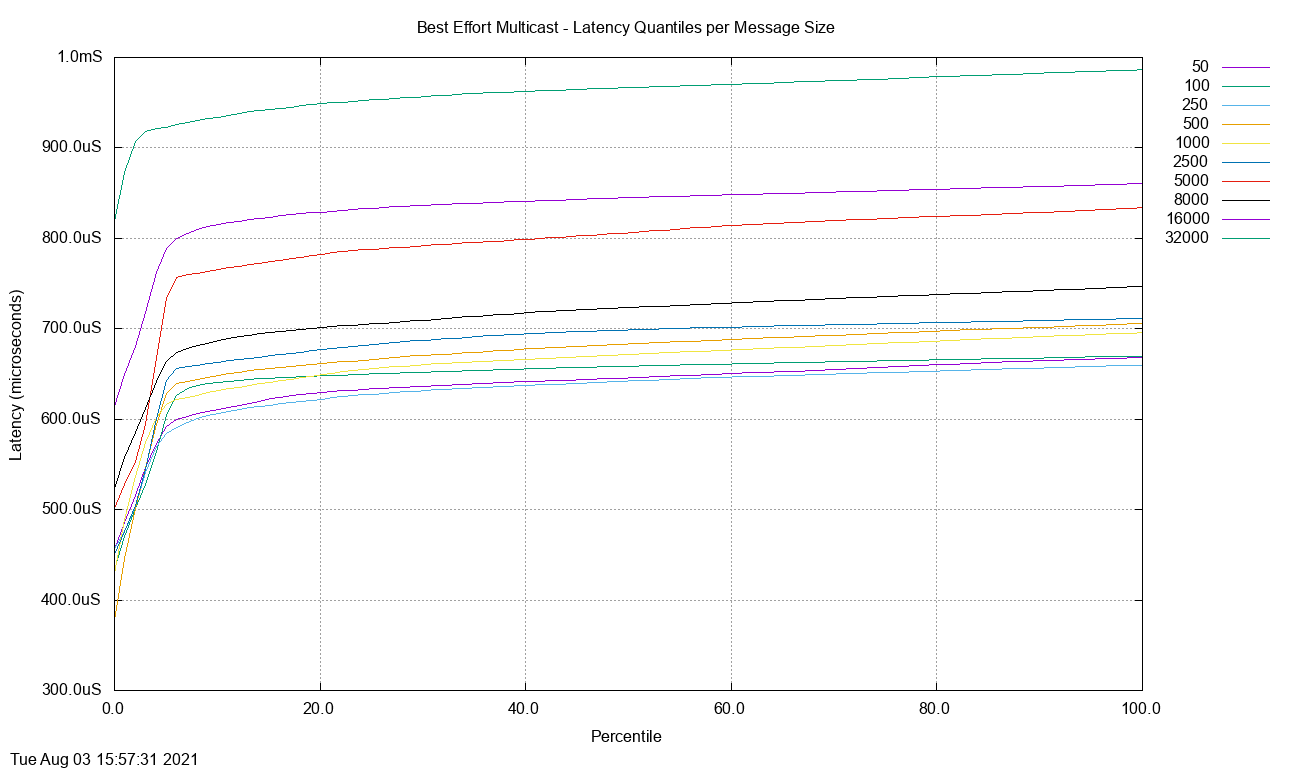 Best Effort Multicast - Latency Quantiles per Message Size
1.0mS
900.0uS
800.0uS
700.0uS
600.0uS
500.0uS
400.0uS
300.0uS
Latency (microseconds)
0.0 20.0 40.0 60.0 80.0 100.0
Percentile
50
100
250
500
1000
2500
5000
8000
16000
32000
Tue Aug 03 15:57:31 2021